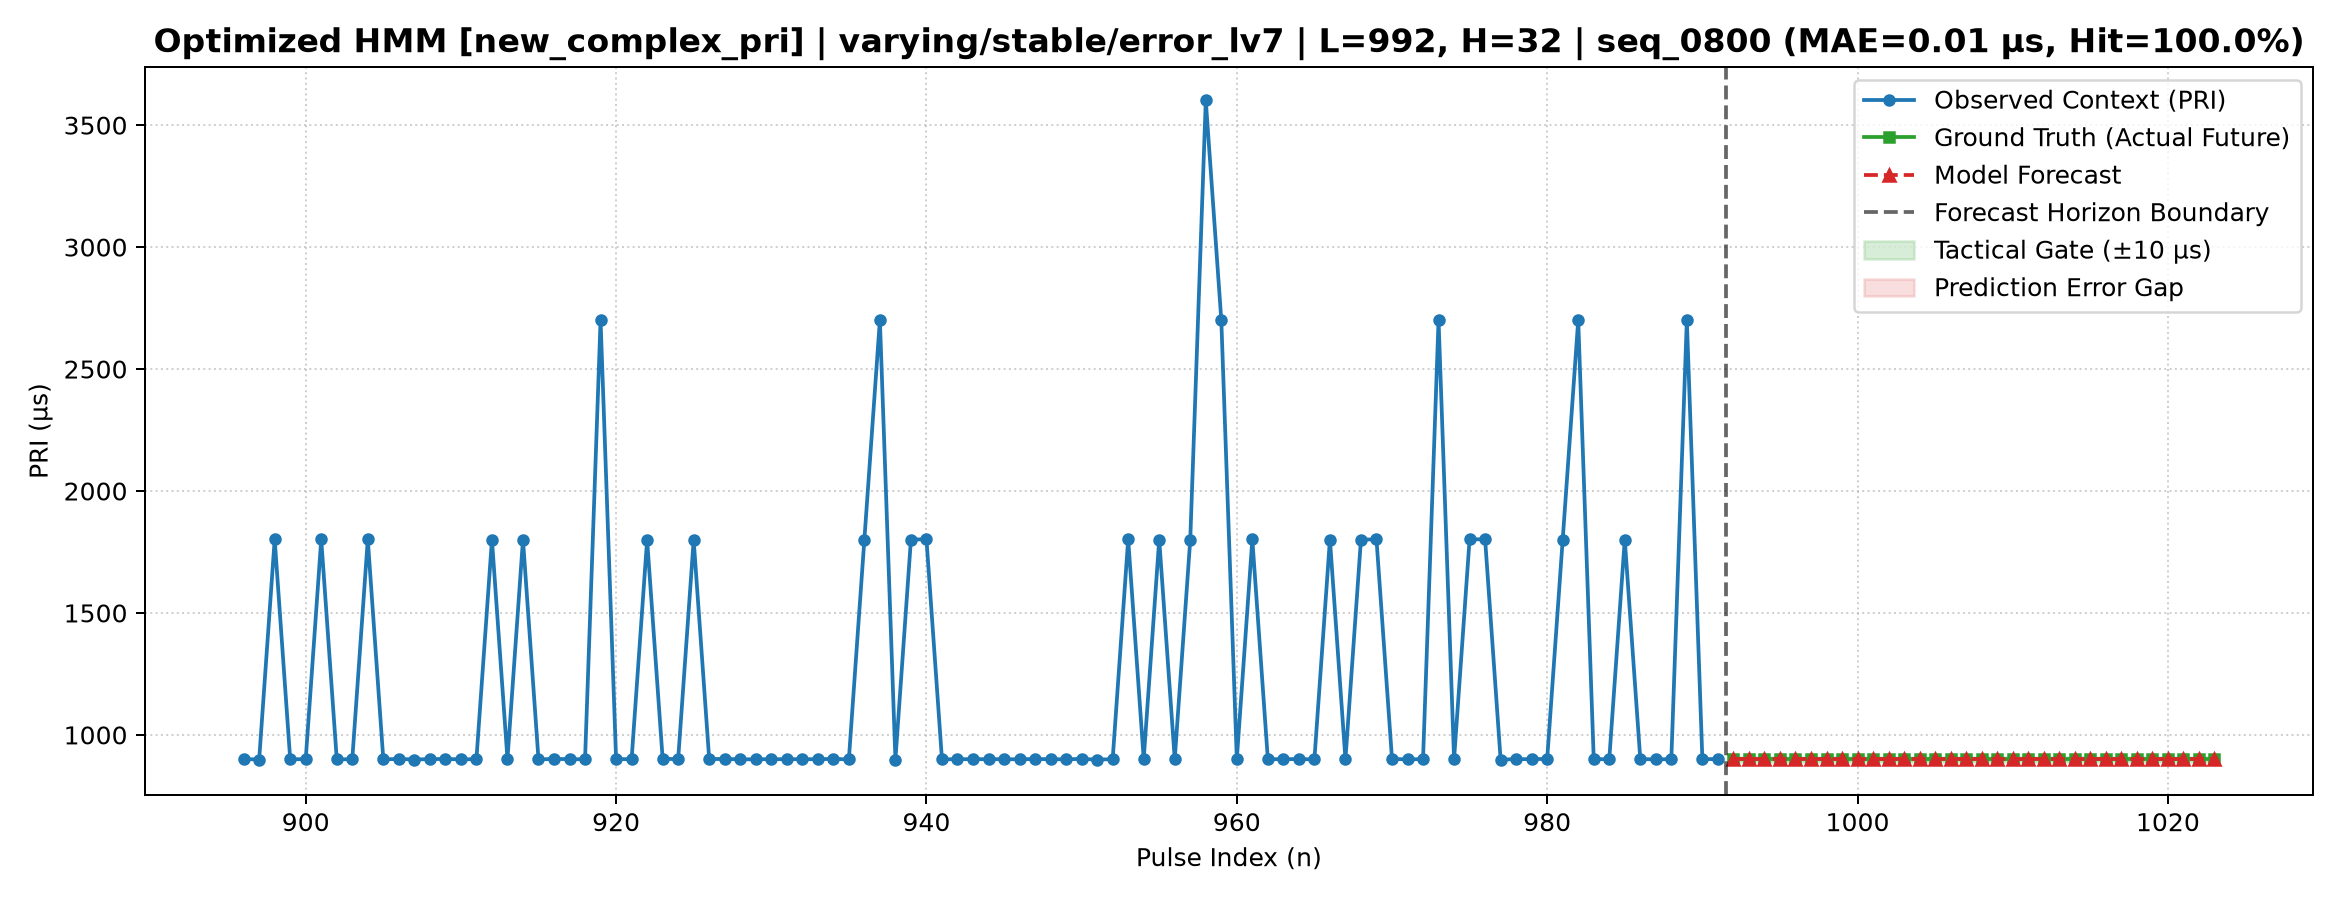 Optimized HMM [new_complex_pri] | varying/stable/error_lv7 | L=992, H=32 | seq_0800 (MAE=0.01 µs, Hit=100.0%)
Observed Context (PRI)
Ground Truth (Actual Future)
Model Forecast
Forecast Horizon Boundary
Tactical Gate (±10 µs)
Prediction Error Gap
PRI (µs)
3500
3000
2500
2000
1500
1000
900
920
940
960
980
1000
1020
Pulse Index (n)